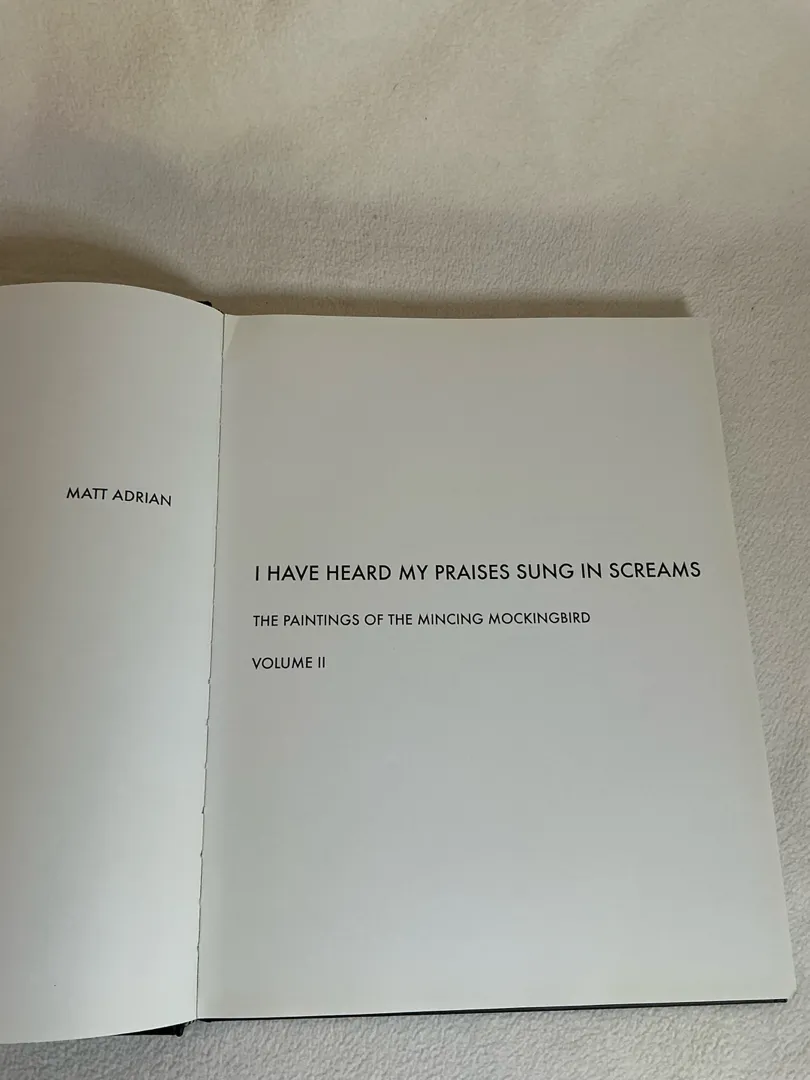 MATT ADRIAN
I HAVE HEARD MY PRAISES SUNG IN SCREAMS
THE PAINTINGS OF THE MINCING MOCKINGBIRD
VOLUME II